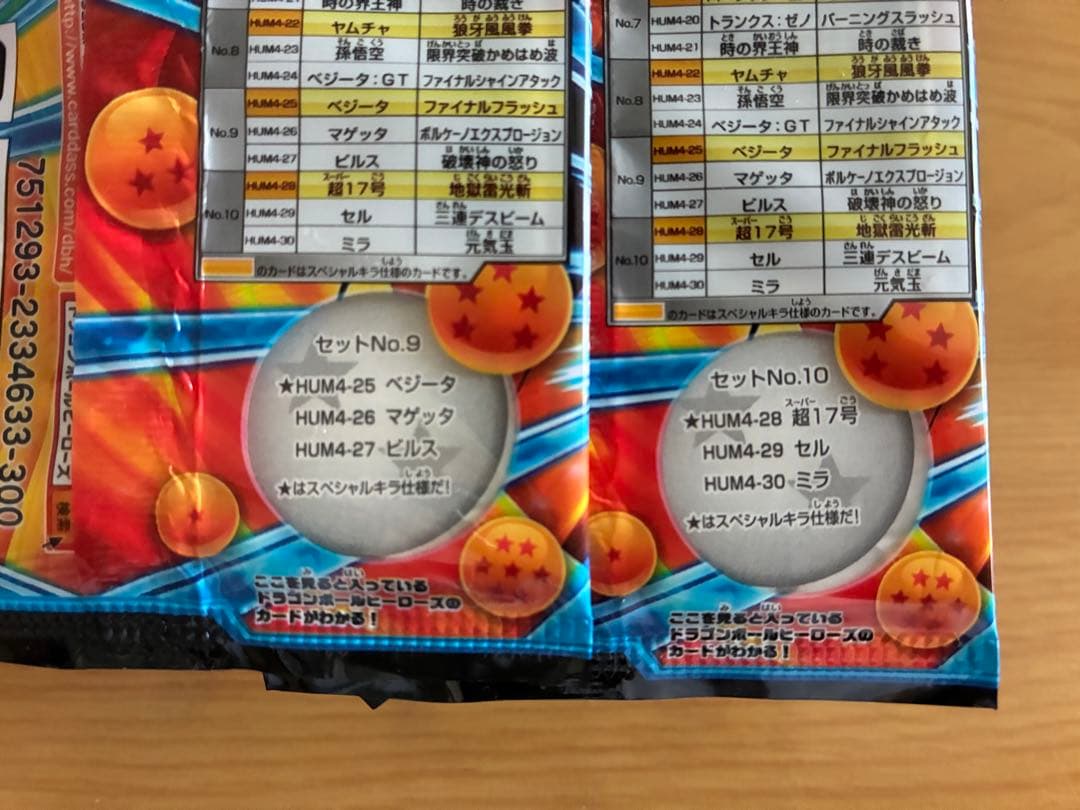 時の界王神 時の裁き
HUM4-22 ヤムチャ 狼牙風風拳
No.8 HUM4-23 孫悟空 限界突破かめはめ波
HUM4-24 ベジータ:GT ファイナルシャインアタック
HUM4-25 ベジータ ファイナルフラッシュ
No.9 HUM4-26 マゲッタ ボルケーノエクスプロージョン
HUM4-27 ビルス 破壊神の怒り
HUM4-28 超17号 地獄雷光斬
No.10 HUM4-29 セル 三連デスビーム
HUM4-30 ミラ 元気玉
のカードはスペシャルキラ仕様のカードです。
セットNo.9
★HUM4-25 ベジータ
HUM4-26 マゲッタ
HUM4-27 ビルス
★はスペシャルキラ仕様だ!
ここを見ると入っている
ドラゴンボールヒーローズの
カードがわかる!
No.7 HUM4-20 トランクス:ゼノ バーニングスラッシュ
HUM4-21 時の界王神 時の裁き
HUM4-22 ヤムチャ 狼牙風風拳
No.8 HUM4-23 孫悟空 限界突破かめはめ波
HUM4-24 ベジータ:GT ファイナルシャインアタック
HUM4-25 ベジータ ファイナルフラッシュ
No.9 HUM4-26 マゲッタ ボルケーノエクスプロージョン
HUM4-27 ビルス 破壊神の怒り
HUM4-28 超17号 地獄雷光斬
No.10 HUM4-29 セル 三連デスビーム
HUM4-30 ミラ 元気玉
のカードはスペシャルキラ仕様のカードです。
セットNo.10
★HUM4-28 超17号
HUM4-29 セル
HUM4-30 ミラ
★はスペシャルキラ仕様だ!
ここを見ると入っている
ドラゴンボールヒーローズの
カードがわかる!
http://www.cardass.com/dbh/
751293-2334633-300
ドラゴンボールヒーローズ